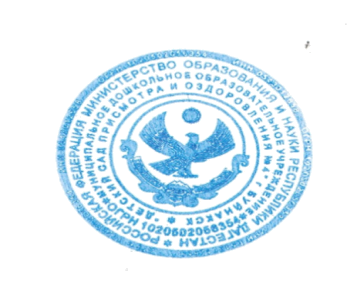 РОССИЙСКАЯ ФЕДЕРАЦИЯ МИНИСТЕРСТВО ОБРАЗОВАНИЯ И НАУКИ РЕСПУБЛИКИ ДАГЕСТАН *
МУНИЦИПАЛЬНОЕ ДОШКОЛЬНОЕ ОБРАЗОВАТЕЛЬНОЕ УЧРЕЖДЕНИЕ
"ДЕТСКИЙ САД ПРИСМОТРА И ОЗДОРОВЛЕНИЯ №4" г БУЙНАКСК *